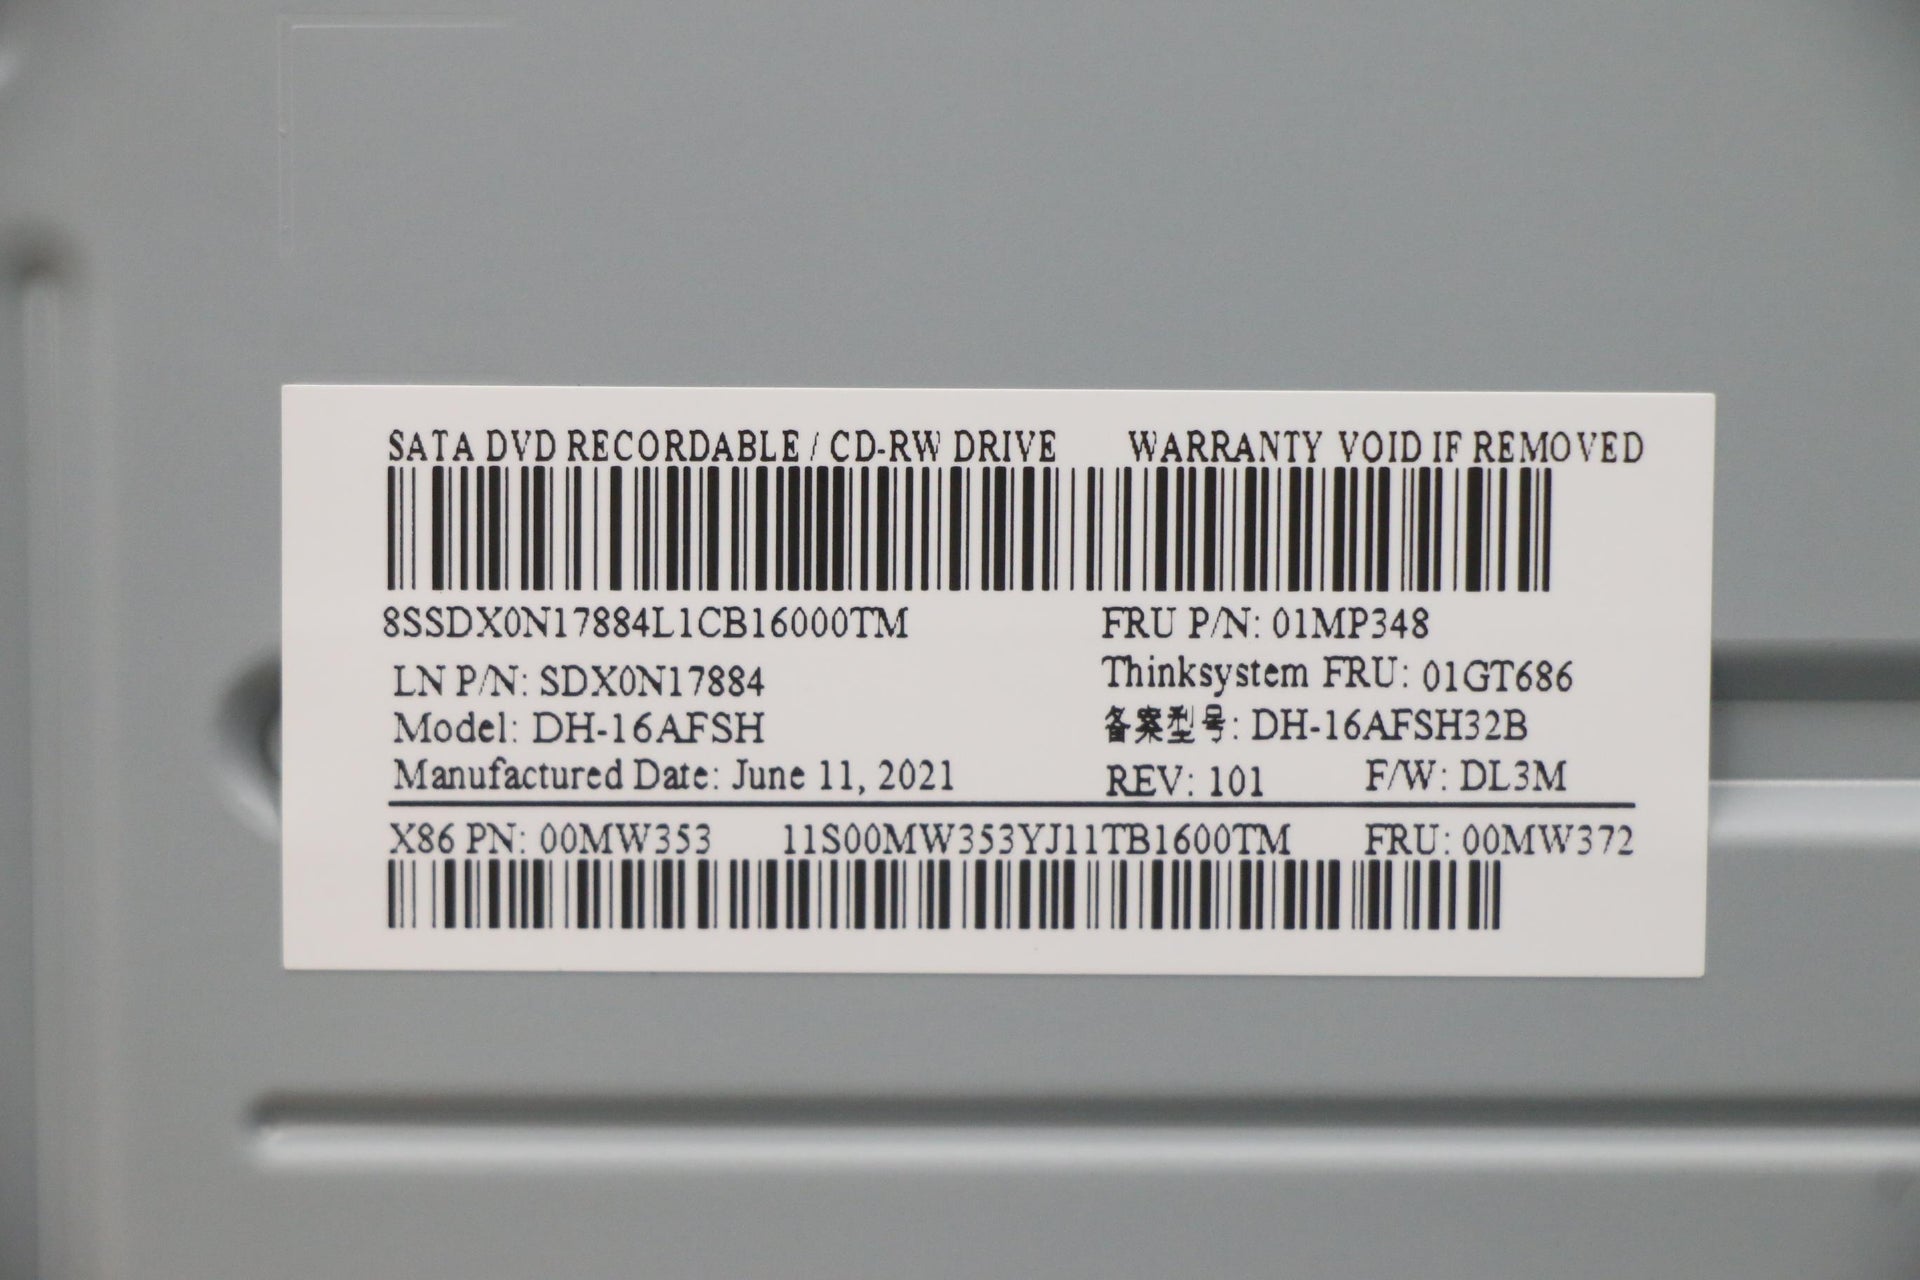 SATA DVD RECORDABLE / CD-RW DRIVE WARRANTY VOID IF REMOVED
8SSDX0N17884L1CB16000TM FRU P/N: 01MP348
LN P/N: SDX0N17884 Thinksystem FRU: 01GT686
Model: DH-16AFSH 备案型号: DH-16AFSH32B
Manufactured Date: June 11, 2021 REV: 101 F/W: DL3M
X86 PN: 00MW353 11S00MW353YJ11TB1600TM FRU: 00MW372